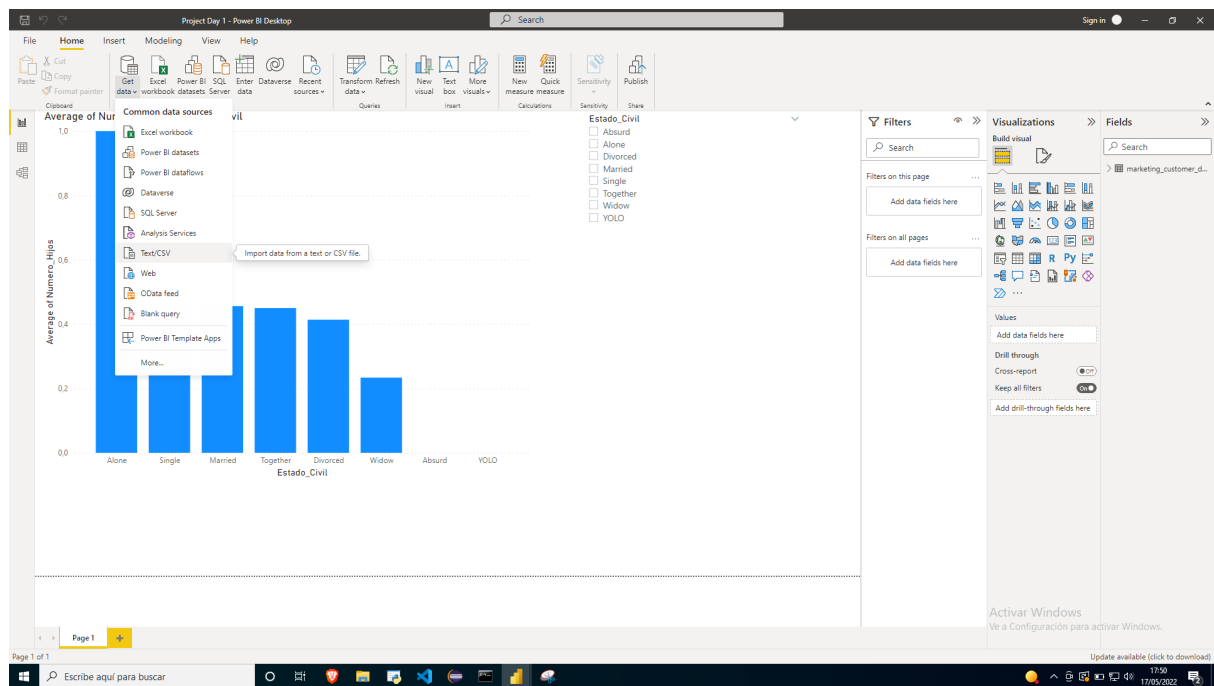 Project Day 1 - Power BI Desktop
Search
Sign in
File Home Insert Modeling View Help
Paste
Cut
Copy
Format painter
Get data
Excel workbook
Power BI datasets
SQL Server
Enter data
Dataverse
Recent sources
Transform data
Refresh
New visual
Text box
More visuals
New measure
Quick measure
Sensitivity
Publish
Clipboard
Queries
Insert
Calculations
Sensitivity
Share
Common data sources
Excel workbook
Power BI datasets
Power BI dataflows
Dataverse
SQL Server
Analysis Services
Text/CSV
Import data from a text or CSV file.
Web
OData feed
Blank query
Power BI Template Apps
More...
Average of Nu
vil
1,0
0,8
0,6
0,4
0,2
0,0
Average of Numero_Hijos
Alone Single Married Together Divorced Widow Absurd YOLO
Estado_Civil
Estado_Civil
Absurd
Alone
Divorced
Married
Single
Together
Widow
YOLO
Filters
Search
Filters on this page
Add data fields here
Filters on all pages
Add data fields here
Visualizations
Build visual
R Py
123
Values
Add data fields here
Drill through
Cross-report
Off
Keep all filters
On
Add drill-through fields here
Fields
Search
marketing_customer_d...
Activar Windows
Ve a Configuración para activar Windows.
Page 1
Page 1 of 1
Update available (click to download)
Escribe aquí para buscar
17:50
17/05/2022
2